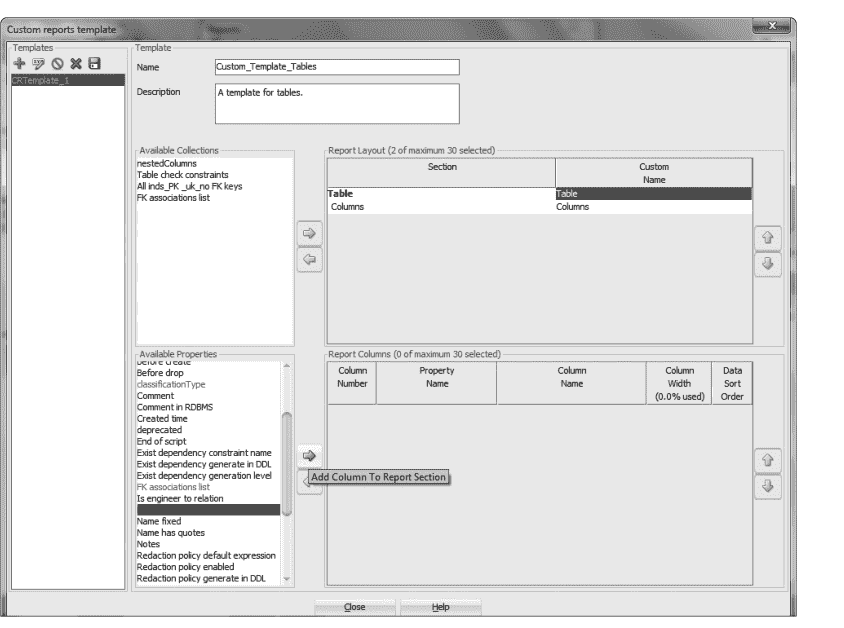 Custom reports template
Templates
CRTemplate_1
Template
Name
Custom_Template_Tables
Description
A template for tables.
Available Collections
nestedColumns
Table check constraints
All inds_PK _uk_no FK keys
FK associations list
Report Layout (2 of maximum 30 selected)
Section
Custom
Name
Table
Table
Columns
Columns
Available Properties
Before create
Before drop
classificationType
Comment
Comment in RDBMS
Created time
deprecated
End of script
Exist dependency constraint name
Exist dependency generate in DDL
Exist dependency generation level
FK associations list
Is engineer to relation
Name fixed
Name has quotes
Notes
Redaction policy default expression
Redaction policy enabled
Redaction policy generate in DDL
Add Column To Report Section
Report Columns (0 of maximum 30 selected)
Column
Number
Property
Name
Column
Name
Column
Width
(0.0% used)
Data
Sort
Order
Close
Help